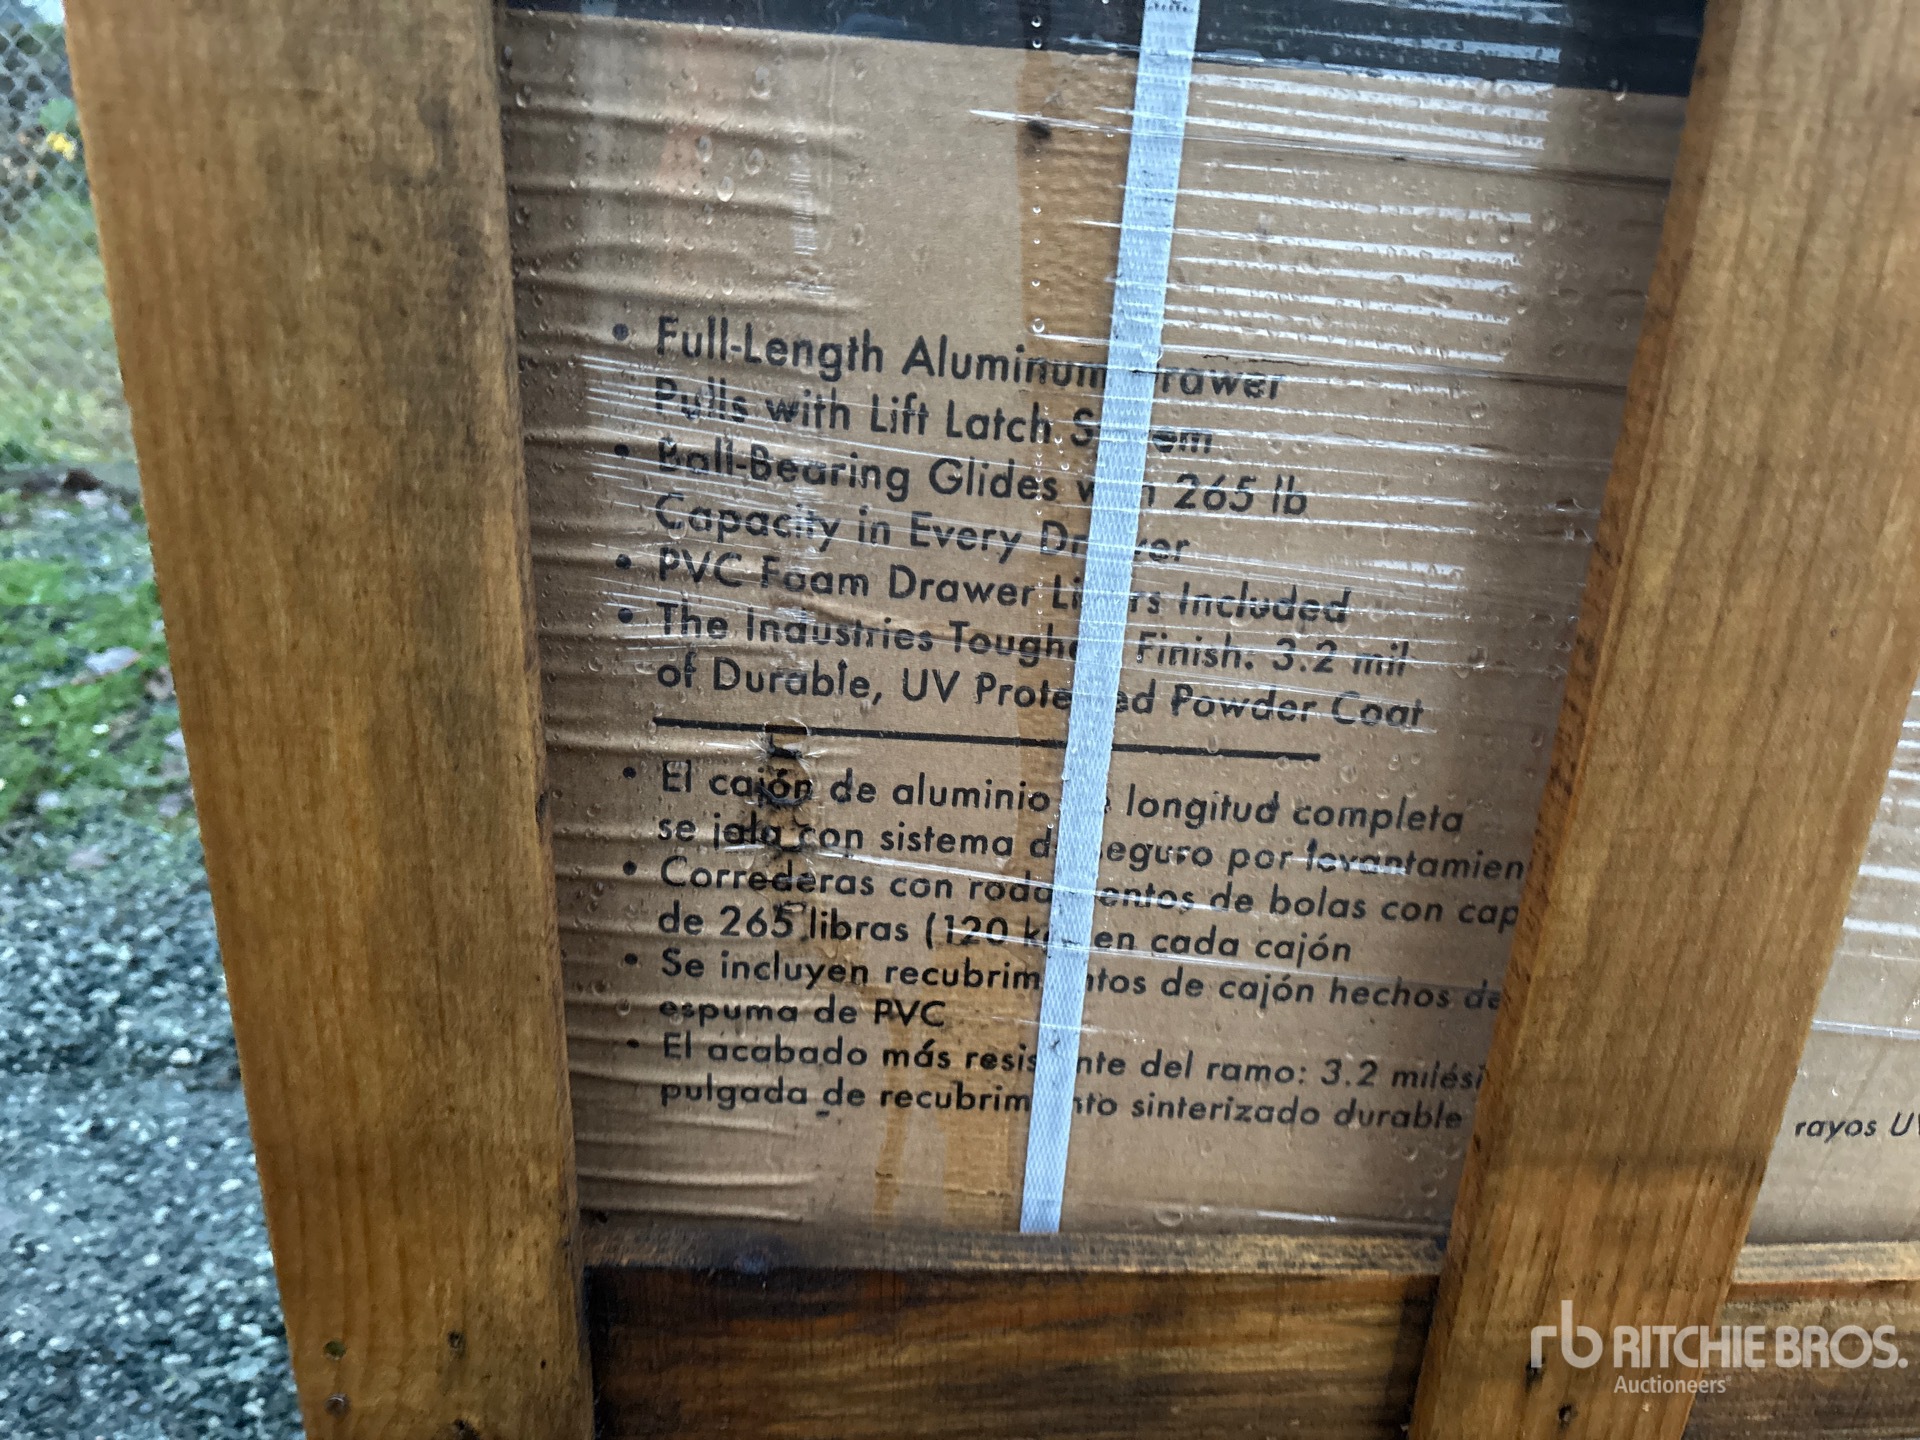 • Full-Length Aluminum Drawer
Pulls with Lift Latch System
• Ball-Bearing Glides with 265 lb
Capacity in Every Drawer
• PVC Foam Drawer Liners Included
• The Industries Toughest Finish: 3.2 mil
of Durable, UV Protected Powder Coat
• El cajón de aluminio de longitud completa
se jala con sistema de seguro por levantamien
• Correderas con rodamientos de bolas con cap
de 265 libras (120 kg) en cada cajón
• Se incluyen recubrimientos de cajón hechos de
espuma de PVC
• El acabado más resistente del ramo: 3.2 milési
pulgada de recubrimiento sinterizado durable
rayos UV
rb RITCHIE BROS.
Auctioneers